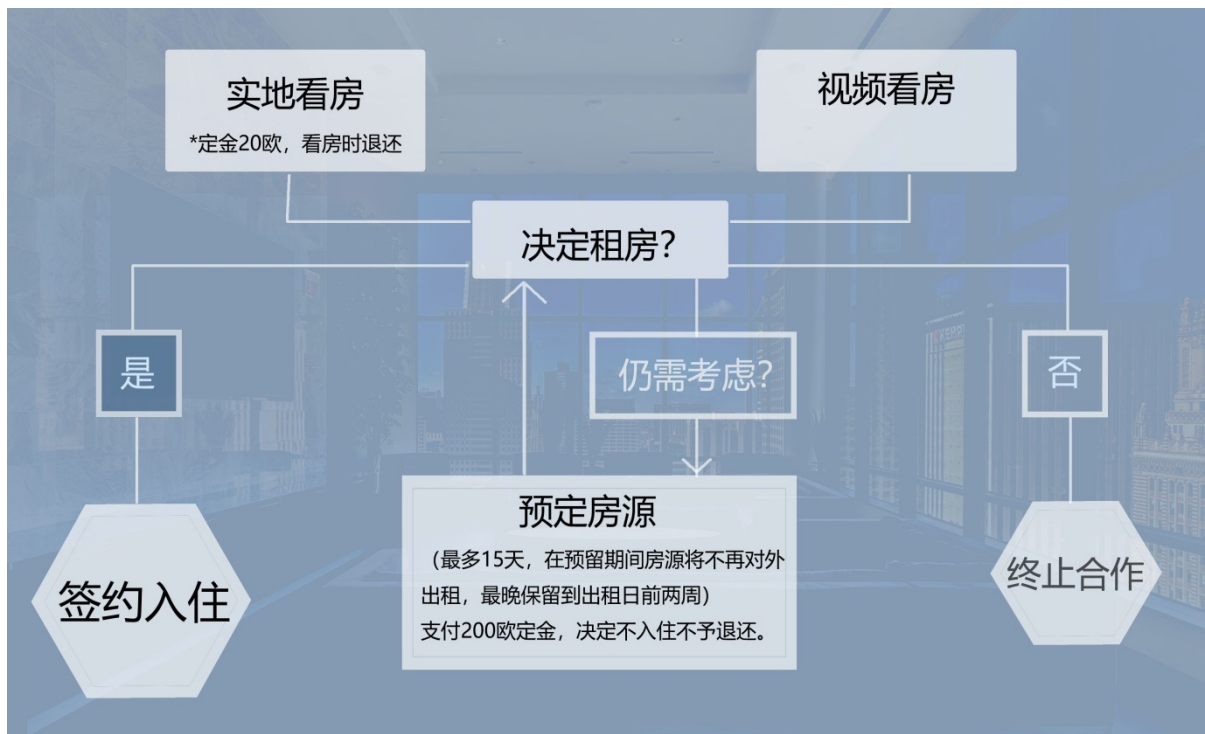 实地看房
*定金20欧，看房时退还
视频看房
决定租房？
是
仍需考虑？
否
预定房源
（最多15天，在预留期间房源将不再对外
出租，最晚保留到出租日前两周）
支付200欧定金，决定不入住不予退还。
签约入住
终止合作